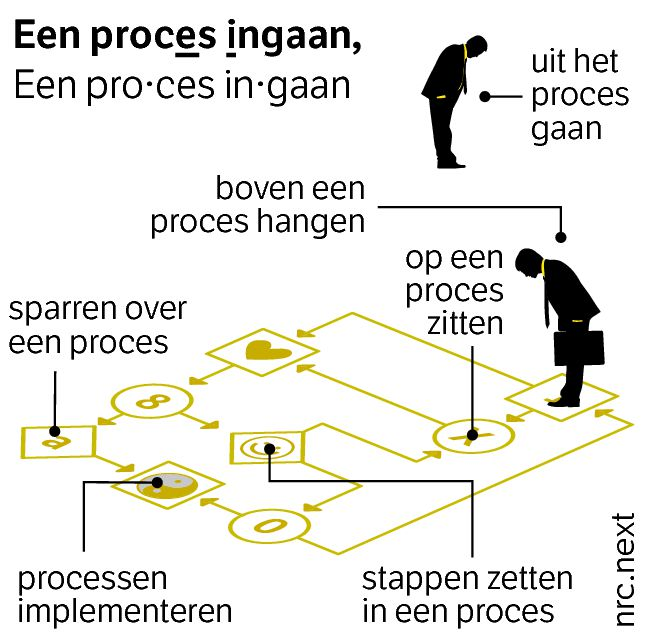 Een proces ingaan,
Een pro·ces in·gaan
uit het
proces
gaan
boven een
proces hangen
op een
proces
zitten
sparren over
een proces
8
a
@
X
O
processen
implementeren
stappen zetten
in een proces
nrc.next